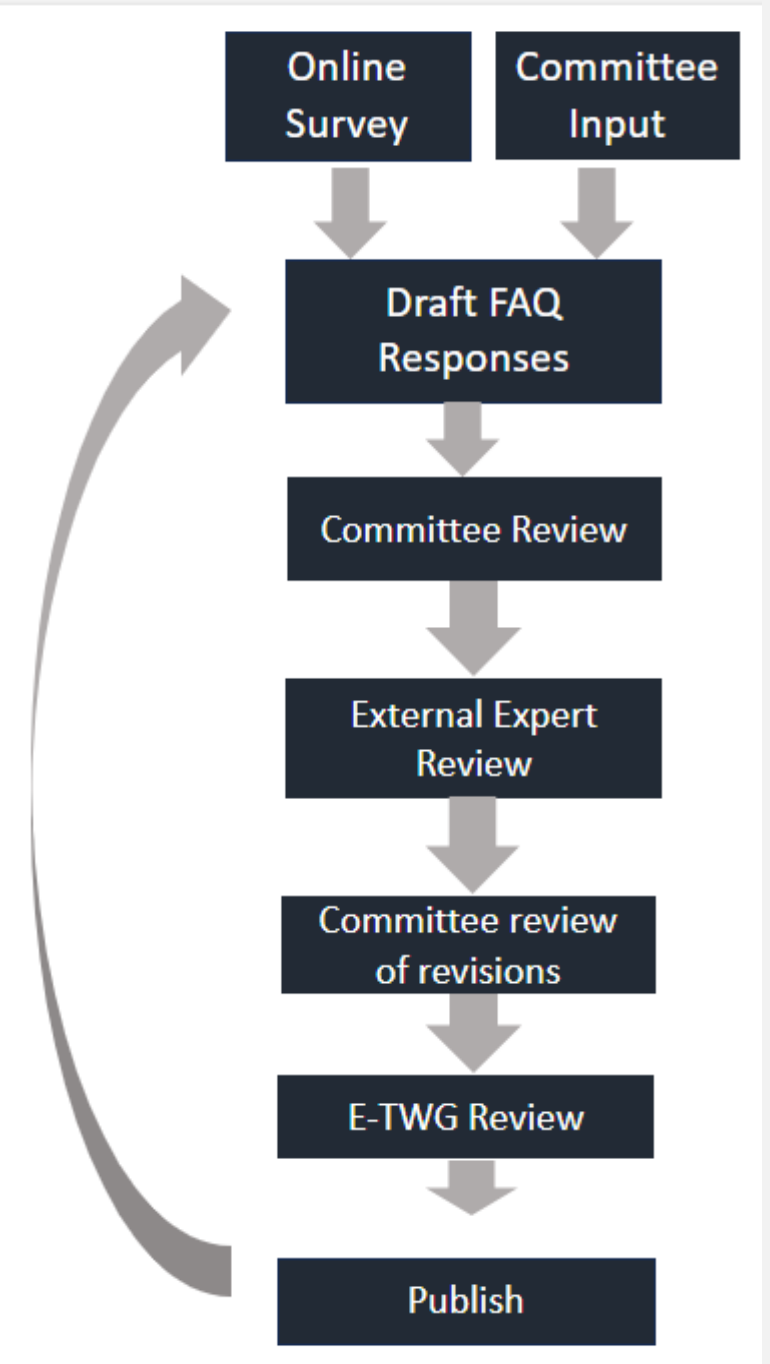 Online
Survey
Committee
Input
Draft FAQ
Responses
Committee Review
External Expert
Review
Committee review
of revisions
E-TWG Review
Publish